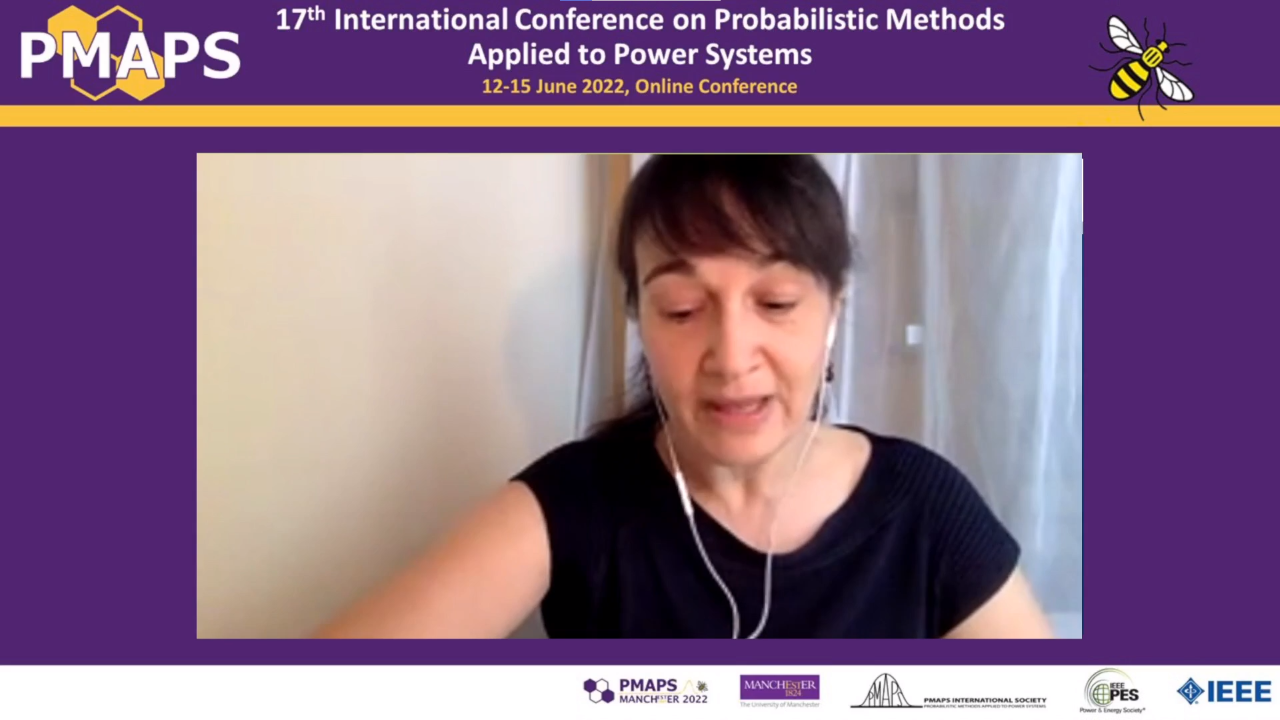 PMAPS
17th International Conference on Probabilistic Methods
Applied to Power Systems
12-15 June 2022, Online Conference
PMAPS
MANCHESTER 2022
MANCHESTER
1824
The University of Manchester
PMAPS
PMAPS INTERNATIONAL SOCIETY
PROBABILISTIC METHODS APPLIED TO POWER SYSTEMS
IEEE
PES
Power & Energy Society®
IEEE